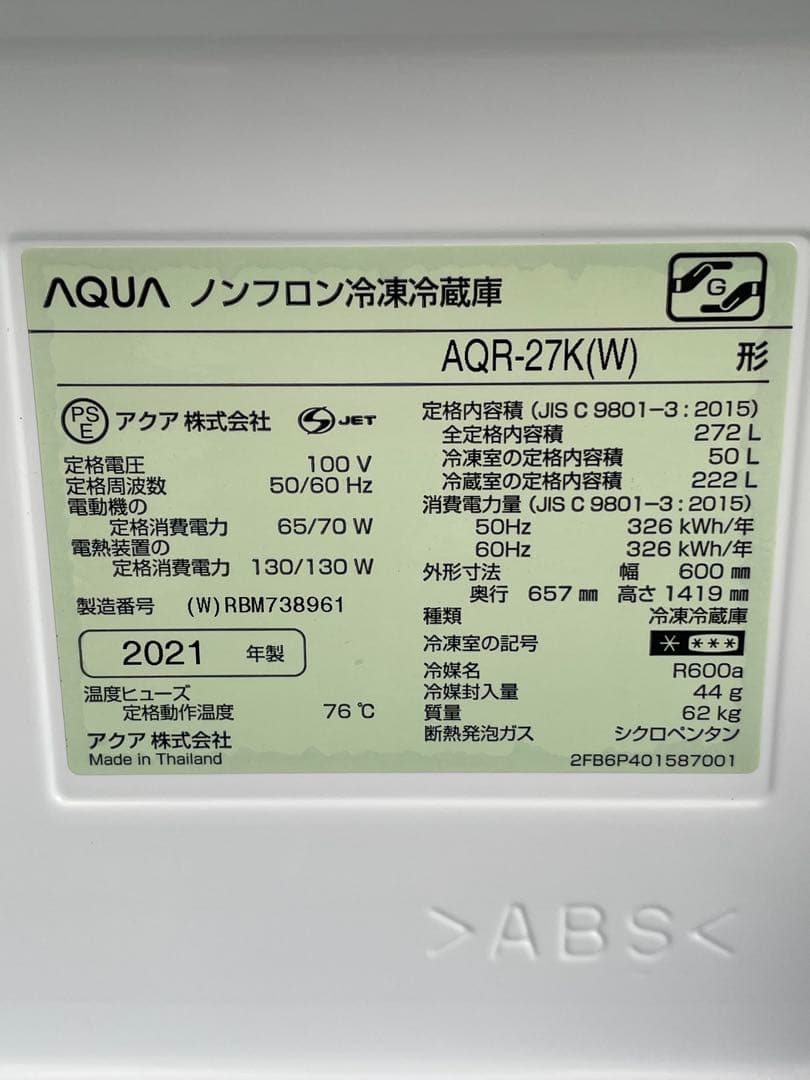 AQUA ノンフロン冷凍冷蔵庫
G
AQR-27K(W) 形
PS
E
アクア 株式会社 JET
定格電圧 100 V
定格周波数 50/60 Hz
電動機の
定格消費電力 65/70 W
電熱装置の
定格消費電力 130/130 W
製造番号 (W)RBM738961
2021 年製
温度ヒューズ
定格動作温度 76 ℃
アクア 株式会社
Made in Thailand
定格内容積 (JIS C 9801-3:2015)
全定格内容積 272 L
冷凍室の定格内容積 50 L
冷蔵室の定格内容積 222 L
消費電力量 (JIS C 9801-3:2015)
50Hz 326 kWh/年
60Hz 326 kWh/年
外形寸法 幅 600 ㎜
奥行 657 ㎜ 高さ 1419 ㎜
種類 冷凍冷蔵庫
冷凍室の記号 * ***
冷媒名 R600a
冷媒封入量 44 g
質量 62 kg
断熱発泡ガス シクロペンタン
2FB6P401587001
>ABS<